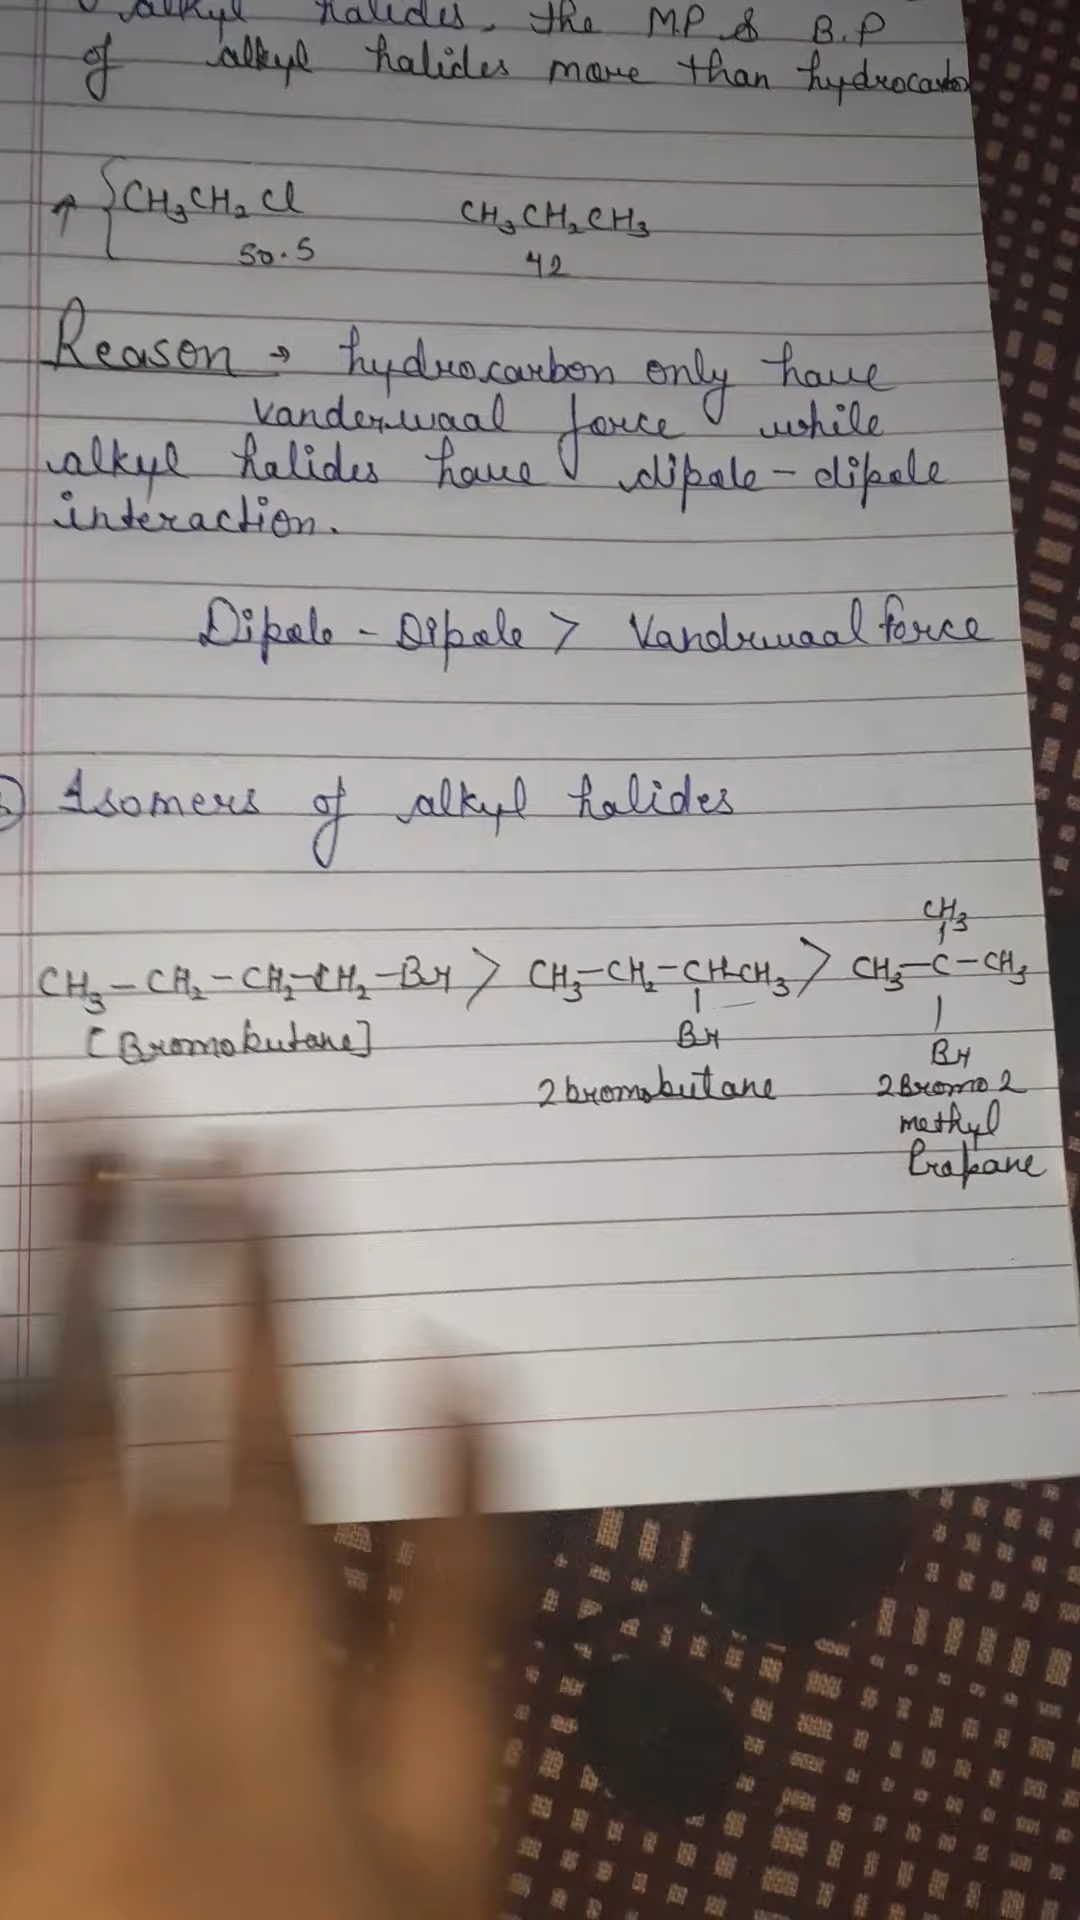 alkyl halides. the M.P & B.P
of alkyl halides more than hydrocarbo
↑ { CH₃CH₂Cl CH₃CH₂CH₃
50.5 42
Reason → hydrocarbon only have
vanderwaal force while
alkyl halides have dipole - dipole
interaction.
Dipole - Dipole > Vandrwaal force
Isomers of alkyl halides
CH₃
CH₃ - CH₂ - CH₂ - CH₂ - Br > CH₃ - CH₂ - CH - CH₃ > CH₃ - C - CH₃
[Bromobutane] Br Br
2 bromobutane 2 Bromo 2
methyl
Propane